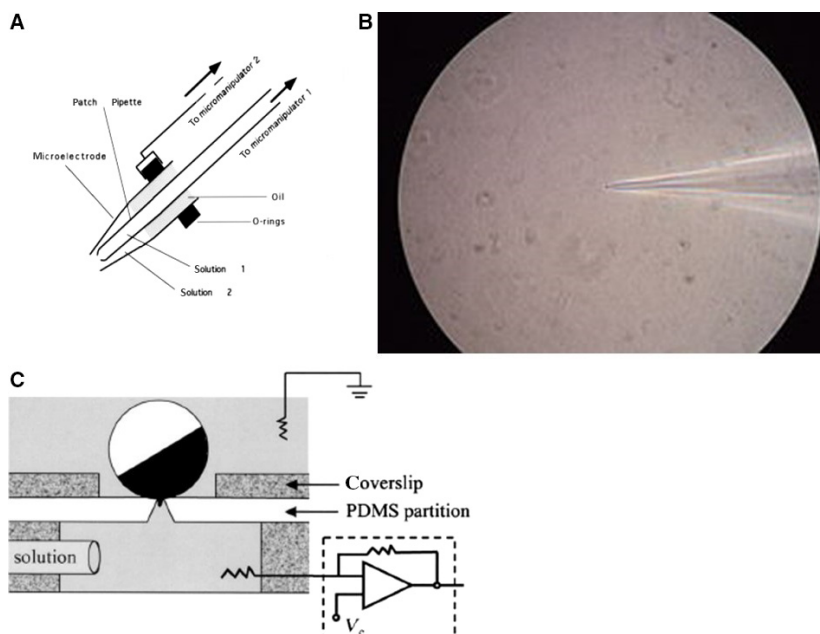 A
B
To micromanipulator 2
To micromanipulator 1
Patch Pipette
Microelectrode
Oil
O-rings
Solution 1
Solution 2
C
Coverslip
PDMS partition
solution
Vc